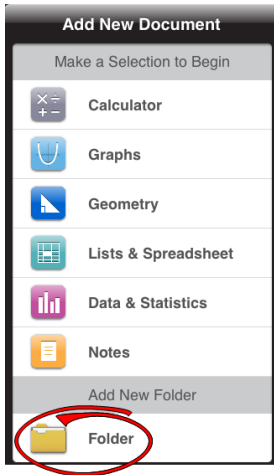 Add New Document
Make a Selection to Begin
Calculator
Graphs
Geometry
Lists & Spreadsheet
Data & Statistics
Notes
Add New Folder
Folder